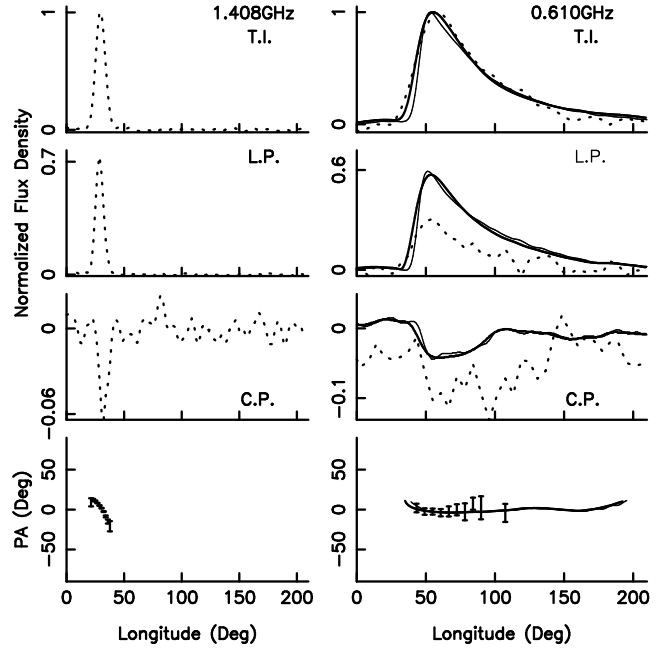 1.408GHz
T.I.
0.610GHz
T.I.
1
0
1
0
L.P.
L.P.
0.7
0
0.6
0
C.P.
C.P.
0
−0.06
0
−0.1
50
0
−50
50
0
−50
0 50 100 150 200
0 50 100 150 200
Longitude (Deg)
Longitude (Deg)
Normalized Flux Density
PA (Deg)